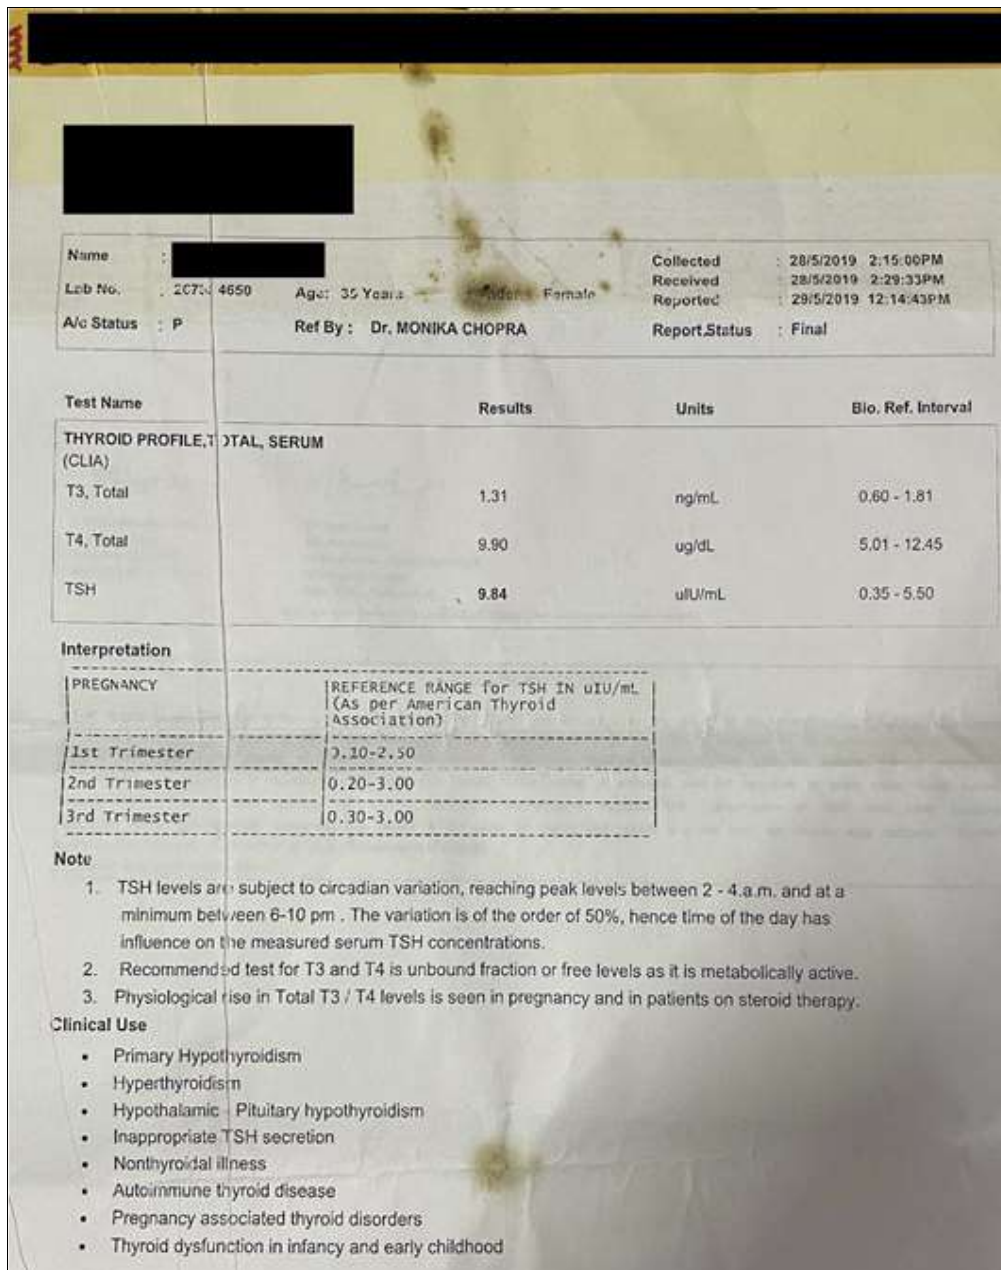 Name :
Collected : 28/5/2019 2:15:00PM
Lab No. : 4650 Age: 35 Years Gender: Female
Received : 28/5/2019 2:29:33PM
Reported : 29/5/2019 12:14:43PM
A/c Status : P Ref By : Dr. MONIKA CHOPRA Report Status : Final
Test Name Results Units Bio. Ref. Interval
THYROID PROFILE,TOTAL, SERUM
(CLIA)
T3, Total 1.31 ng/mL 0.60 - 1.81
T4, Total 9.90 ug/dL 5.01 - 12.45
TSH 9.84 uIU/mL 0.35 - 5.50
Interpretation
PREGNANCY REFERENCE RANGE for TSH IN uIU/mL
(As per American Thyroid
Association)
1st Trimester 0.10-2.50
2nd Trimester 0.20-3.00
3rd Trimester 0.30-3.00
Note
1. TSH levels are subject to circadian variation, reaching peak levels between 2 - 4.a.m. and at a
minimum between 6-10 pm . The variation is of the order of 50%, hence time of the day has
influence on the measured serum TSH concentrations.
2. Recommended test for T3 and T4 is unbound fraction or free levels as it is metabolically active.
3. Physiological rise in Total T3 / T4 levels is seen in pregnancy and in patients on steroid therapy.
Clinical Use
• Primary Hypothyroidism
• Hyperthyroidism
• Hypothalamic - Pituitary hypothyroidism
• Inappropriate TSH secretion
• Nonthyroidal illness
• Autoimmune thyroid disease
• Pregnancy associated thyroid disorders
• Thyroid dysfunction in infancy and early childhood